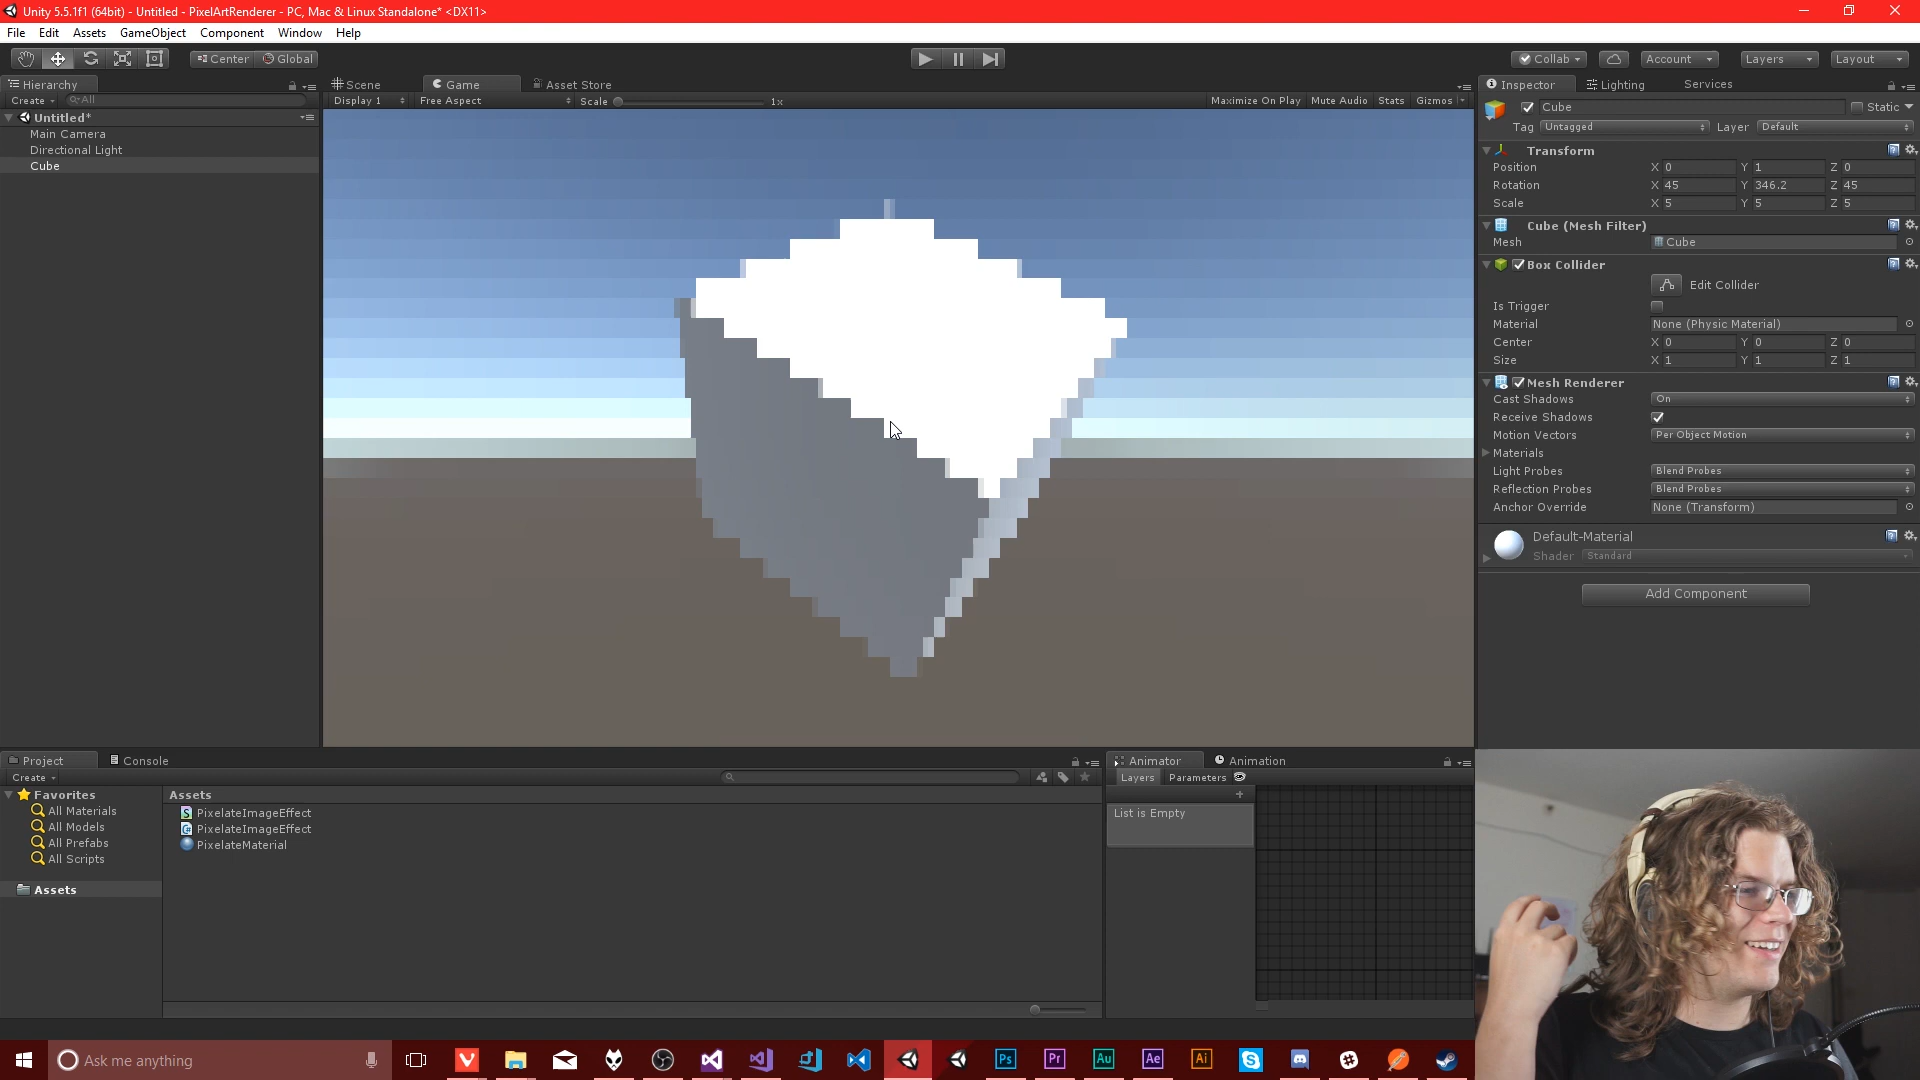 Unity 5.5.1f1 (64bit) - Untitled - PixelArtRenderer - PC, Mac & Linux Standalone* <DX11>
File Edit Assets GameObject Component Window Help
Center Global
Collab Account Layers Layout
Hierarchy
Create All
Untitled*
Main Camera
Directional Light
Cube
Scene Game Asset Store
Display 1 Free Aspect Scale 1x Maximize On Play Mute Audio Stats Gizmos
Inspector Lighting Services
Cube Static
Tag Untagged Layer Default
Transform
Position X 0 Y 1 Z 0
Rotation X 45 Y 346.2 Z 45
Scale X 5 Y 5 Z 5
Cube (Mesh Filter)
Mesh Cube
Box Collider
Edit Collider
Is Trigger
Material None (Physic Material)
Center X 0 Y 0 Z 0
Size X 1 Y 1 Z 1
Mesh Renderer
Cast Shadows On
Receive Shadows
Motion Vectors Per Object Motion
Materials
Light Probes Blend Probes
Reflection Probes Blend Probes
Anchor Override None (Transform)
Default-Material
Shader Standard
Add Component
Project Console
Create
Favorites
All Materials
All Models
All Prefabs
All Scripts
Assets
Assets
PixelateImageEffect
PixelateImageEffect
PixelateMaterial
Animator Animation
Layers Parameters
List is Empty
Ask me anything
Ps Pr Au Ae Ai